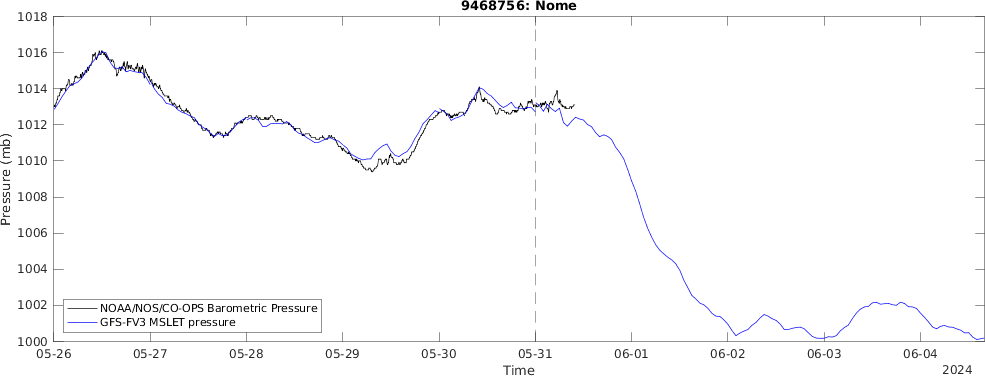 9468756: Nome
1018
1016
1014
1012
1010
1008
1006
1004
1002
1000
Pressure (mb)
NOAA/NOS/CO-OPS Barometric Pressure
GFS-FV3 MSLET pressure
05-26 05-27 05-28 05-29 05-30 05-31 06-01 06-02 06-03 06-04
Time
2024